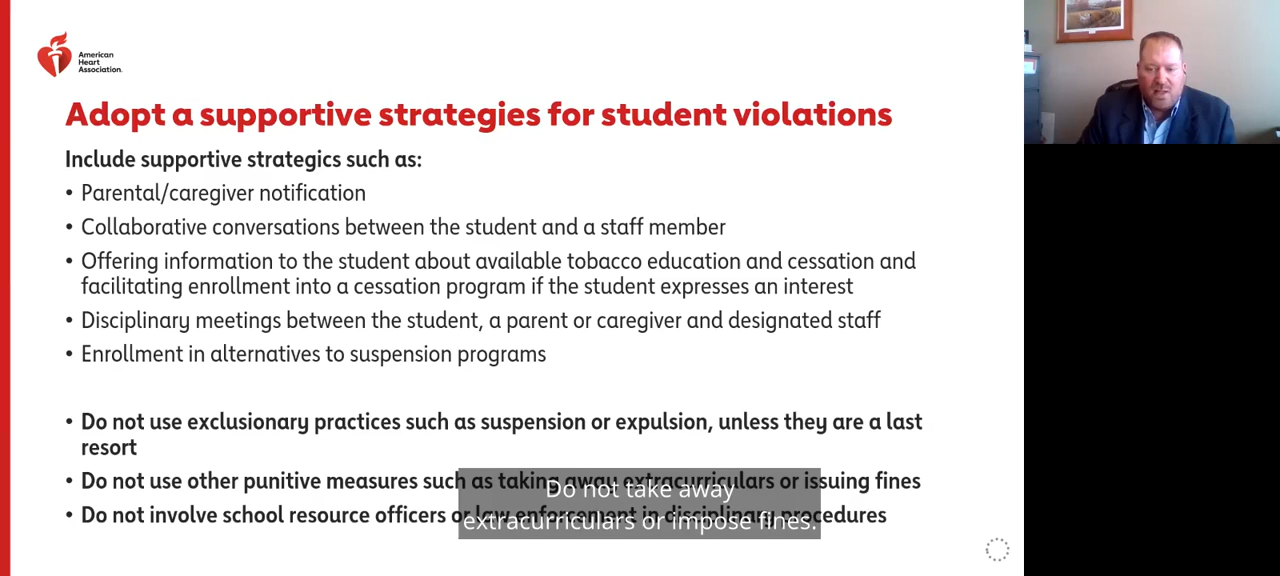 American
Heart
Association.
Adopt a supportive strategies for student violations
Include supportive strategics such as:
• Parental/caregiver notification
• Collaborative conversations between the student and a staff member
• Offering information to the student about available tobacco education and cessation and
facilitating enrollment into a cessation program if the student expresses an interest
• Disciplinary meetings between the student, a parent or caregiver and designated staff
• Enrollment in alternatives to suspension programs
• Do not use exclusionary practices such as suspension or expulsion, unless they are a last
resort
• Do not use other punitive measures such as taking away extracurriculars or issuing fines
• Do not involve school resource officers or law enforcement in disciplinary procedures
Do not take away
extracurriculars or impose fines.